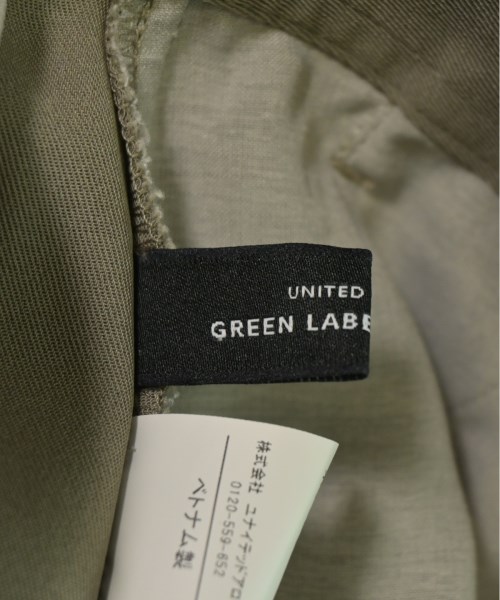 UNITED
GREEN LABE
株式会社 ユナイテッドアロ
0120-559-652
ベトナム製